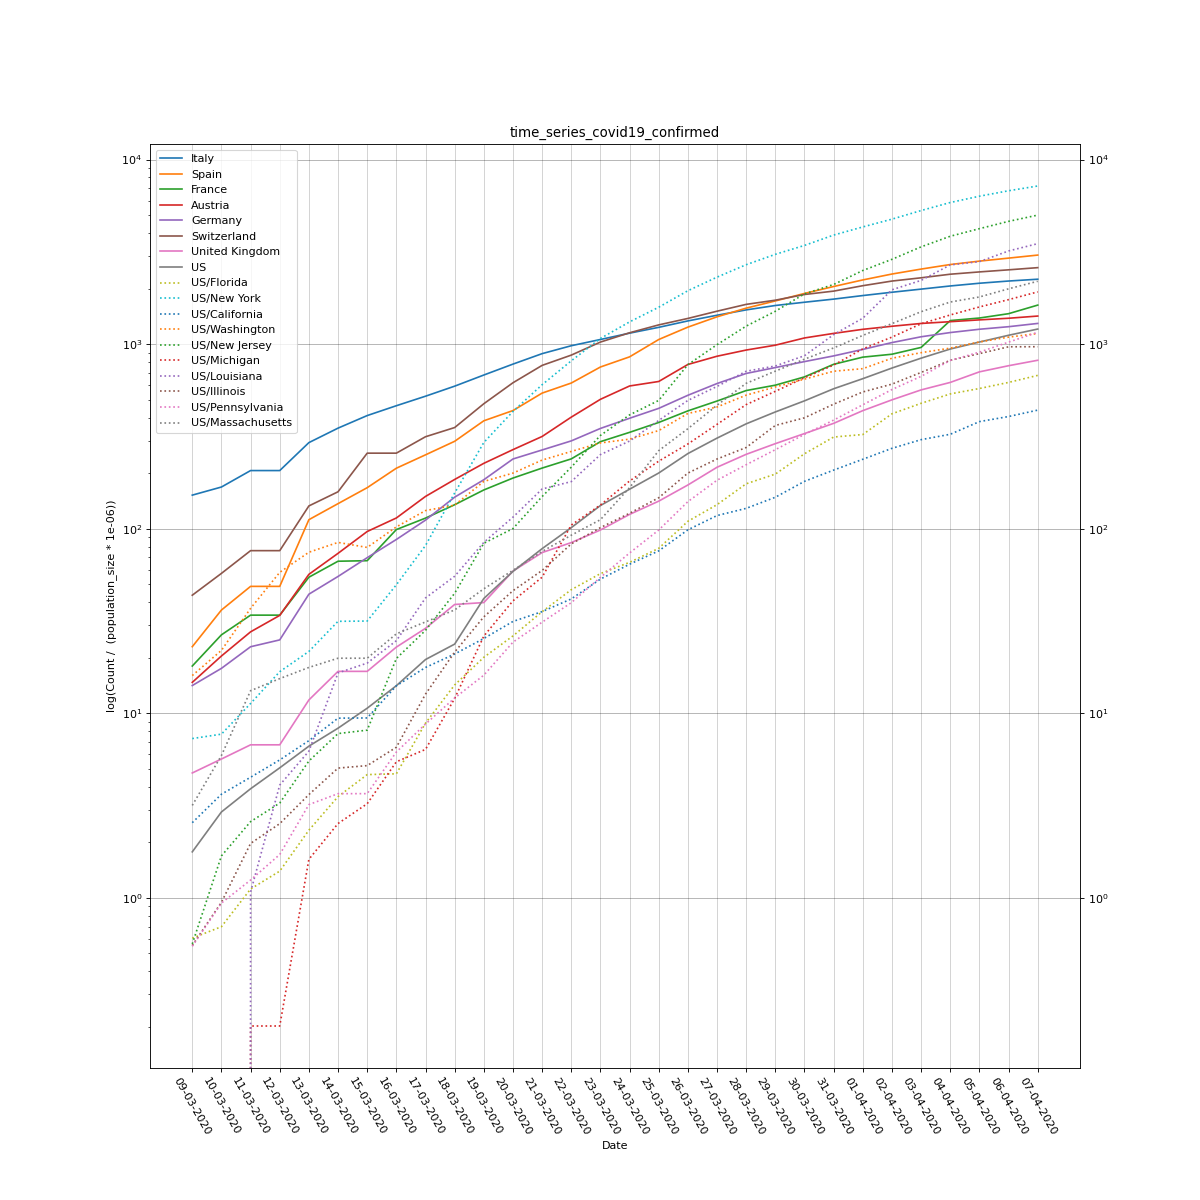 time_series_covid19_confirmed
Italy
Spain
France
Austria
Germany
Switzerland
United Kingdom
US
US/Florida
US/New York
US/California
US/Washington
US/New Jersey
US/Michigan
US/Louisiana
US/Illinois
US/Pennsylvania
US/Massachusetts
log(Count / (population_size * 1e-06))
10⁴
10³
10²
10¹
10⁰
10⁴
10³
10²
10¹
10⁰
09-03-2020
10-03-2020
11-03-2020
12-03-2020
13-03-2020
14-03-2020
15-03-2020
16-03-2020
17-03-2020
18-03-2020
19-03-2020
20-03-2020
21-03-2020
22-03-2020
23-03-2020
24-03-2020
25-03-2020
26-03-2020
27-03-2020
28-03-2020
29-03-2020
30-03-2020
31-03-2020
01-04-2020
02-04-2020
03-04-2020
04-04-2020
05-04-2020
06-04-2020
07-04-2020
Date